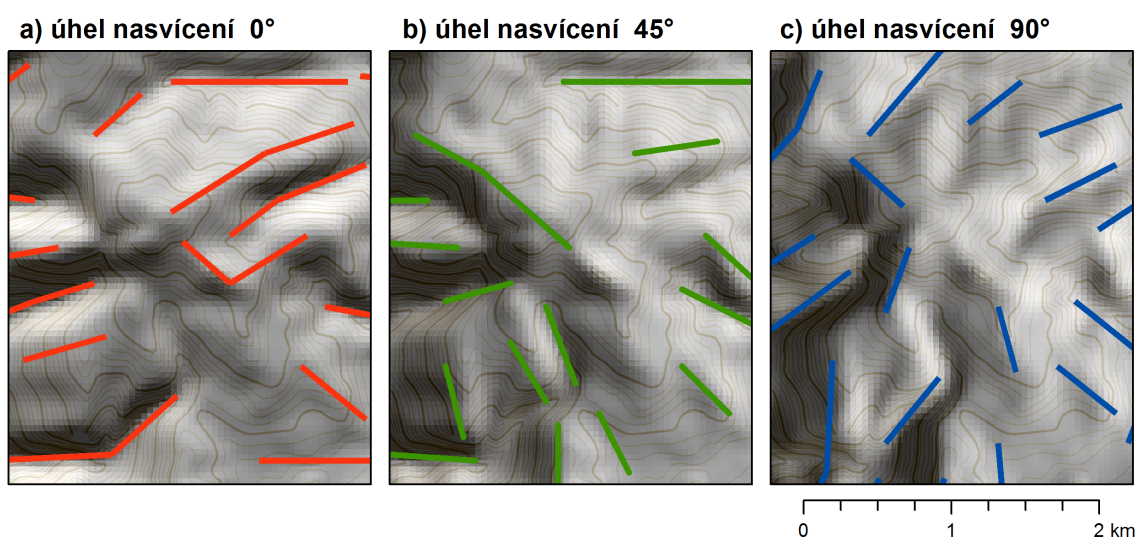 a) úhel nasvícení 0°
b) úhel nasvícení 45°
c) úhel nasvícení 90°
0 1 2 km